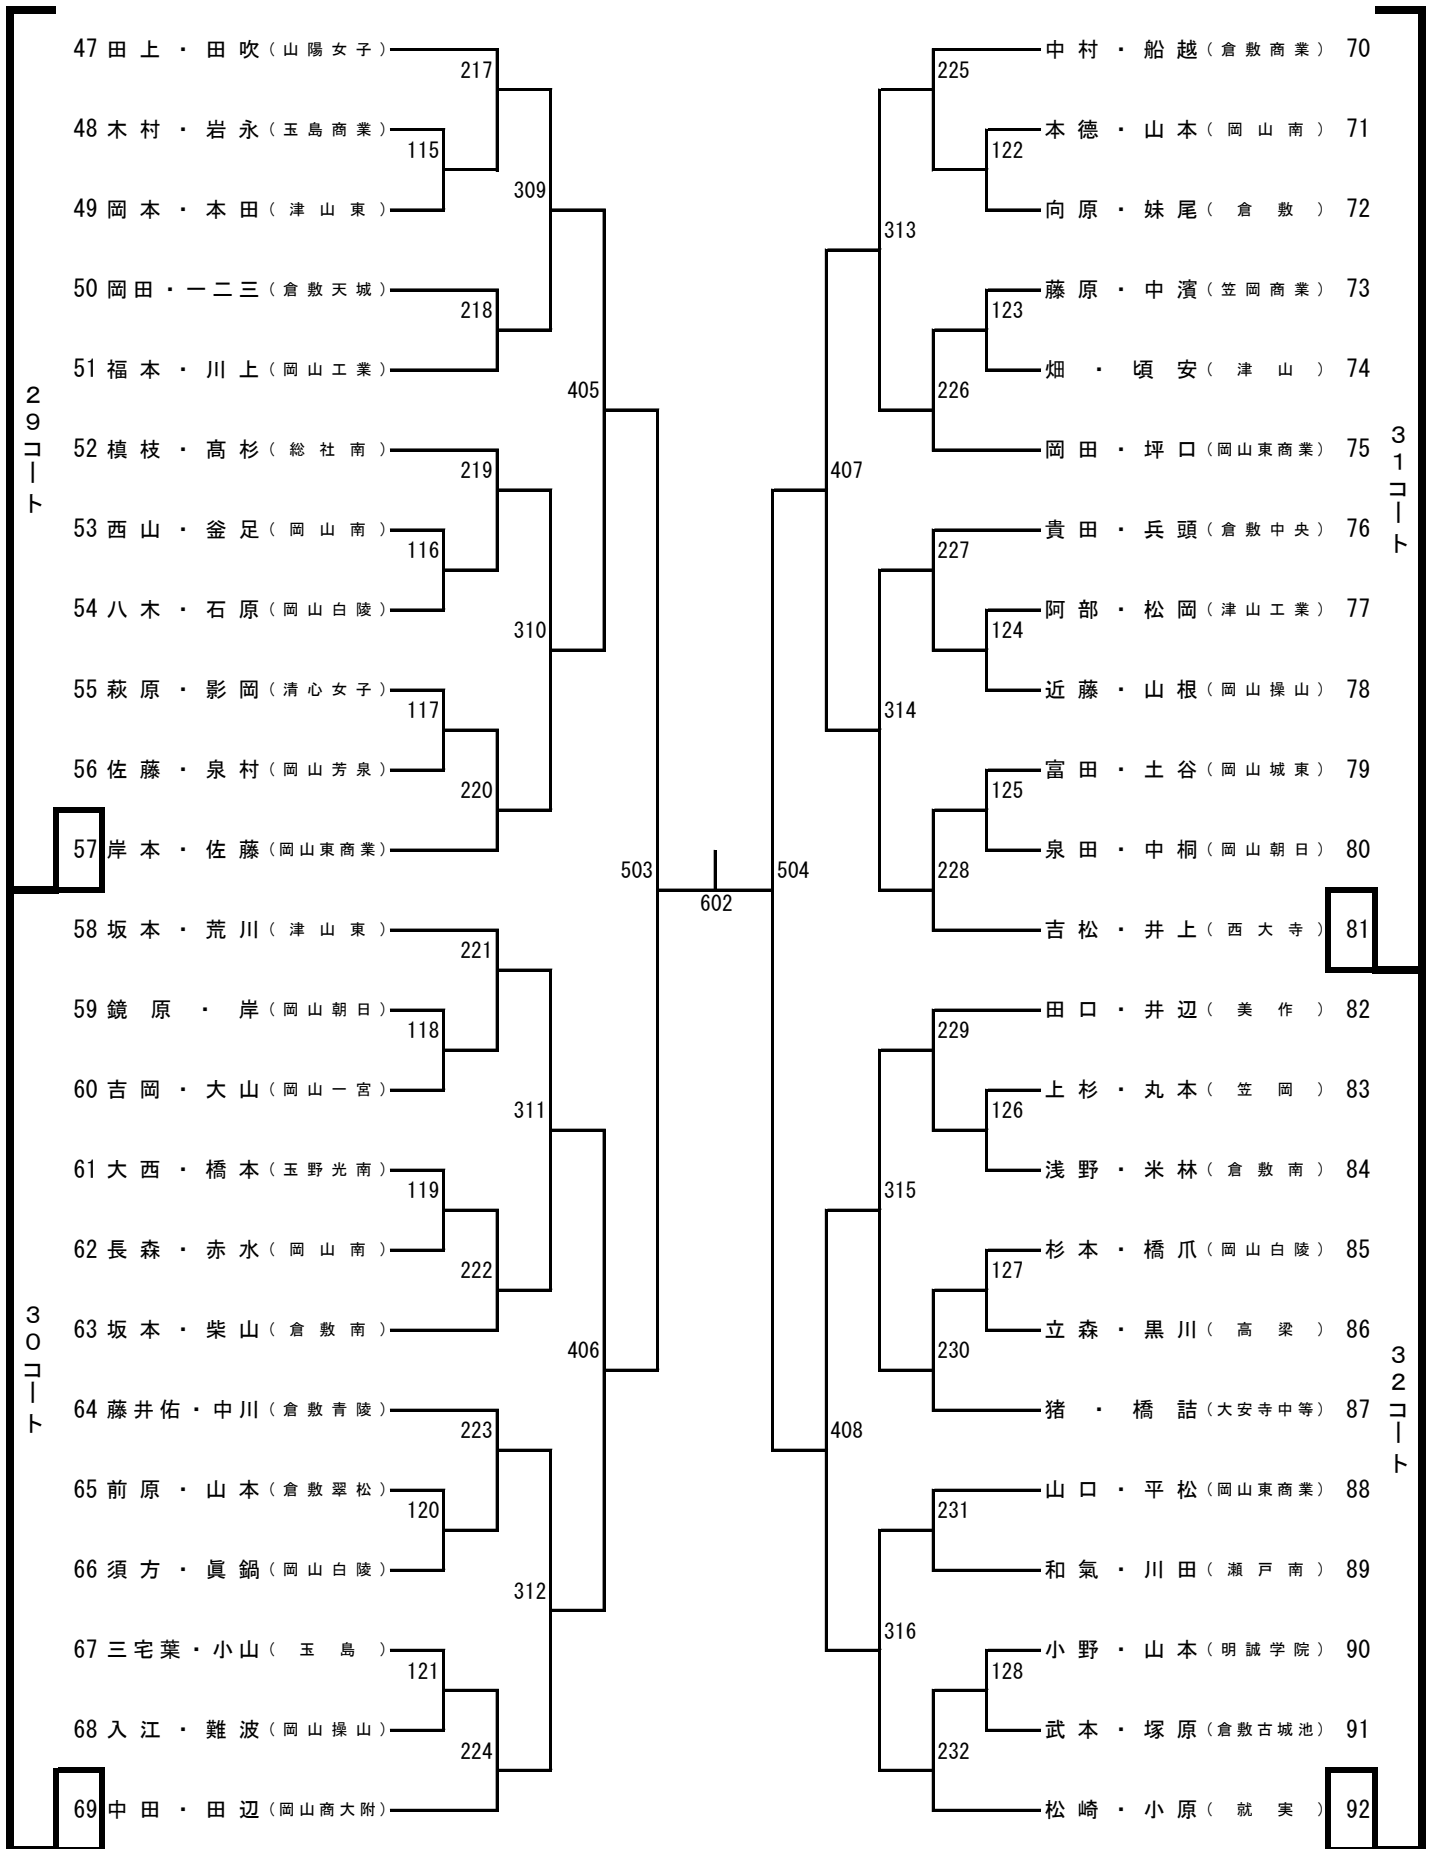 29コート
47 田上・田吹（山陽女子）
217
48 木村・岩永（玉島商業）
115
49 岡本・本田（津山東）
309
50 岡田・一二三（倉敷天城）
218
51 福本・川上（岡山工業）
405
52 槙枝・髙杉（総社南）
219
53 西山・釜足（岡山南）
116
54 八木・石原（岡山白陵）
310
55 萩原・影岡（清心女子）
117
56 佐藤・泉村（岡山芳泉）
220
57 岸本・佐藤（岡山東商業）
503
30コート
58 坂本・荒川（津山東）
221
59 鏡原・岸（岡山朝日）
118
60 吉岡・大山（岡山一宮）
311
61 大西・橋本（玉野光南）
119
62 長森・赤水（岡山南）
222
63 坂本・柴山（倉敷南）
406
64 藤井佑・中川（倉敷青陵）
223
65 前原・山本（倉敷翠松）
120
66 須方・眞鍋（岡山白陵）
312
67 三宅葉・小山（玉島）
121
68 入江・難波（岡山操山）
224
69 中田・田辺（岡山商大附）
602
31コート
中村・船越（倉敷商業） 70
225
本德・山本（岡山南） 71
122
向原・妹尾（倉敷） 72
313
藤原・中濱（笠岡商業） 73
123
畑・頃安（津山） 74
226
岡田・坪口（岡山東商業） 75
407
貴田・兵頭（倉敷中央） 76
227
阿部・松岡（津山工業） 77
124
近藤・山根（岡山操山） 78
314
富田・土谷（岡山城東） 79
125
泉田・中桐（岡山朝日） 80
228
吉松・井上（西大寺） 81
504
32コート
田口・井辺（美作） 82
229
上杉・丸本（笠岡） 83
126
浅野・米林（倉敷南） 84
315
杉本・橋爪（岡山白陵） 85
127
立森・黒川（高梁） 86
230
猪・橋詰（大安寺中等） 87
408
山口・平松（岡山東商業） 88
231
和氣・川田（瀬戸南） 89
316
小野・山本（明誠学院） 90
128
武本・塚原（倉敷古城池） 91
232
松崎・小原（就実） 92